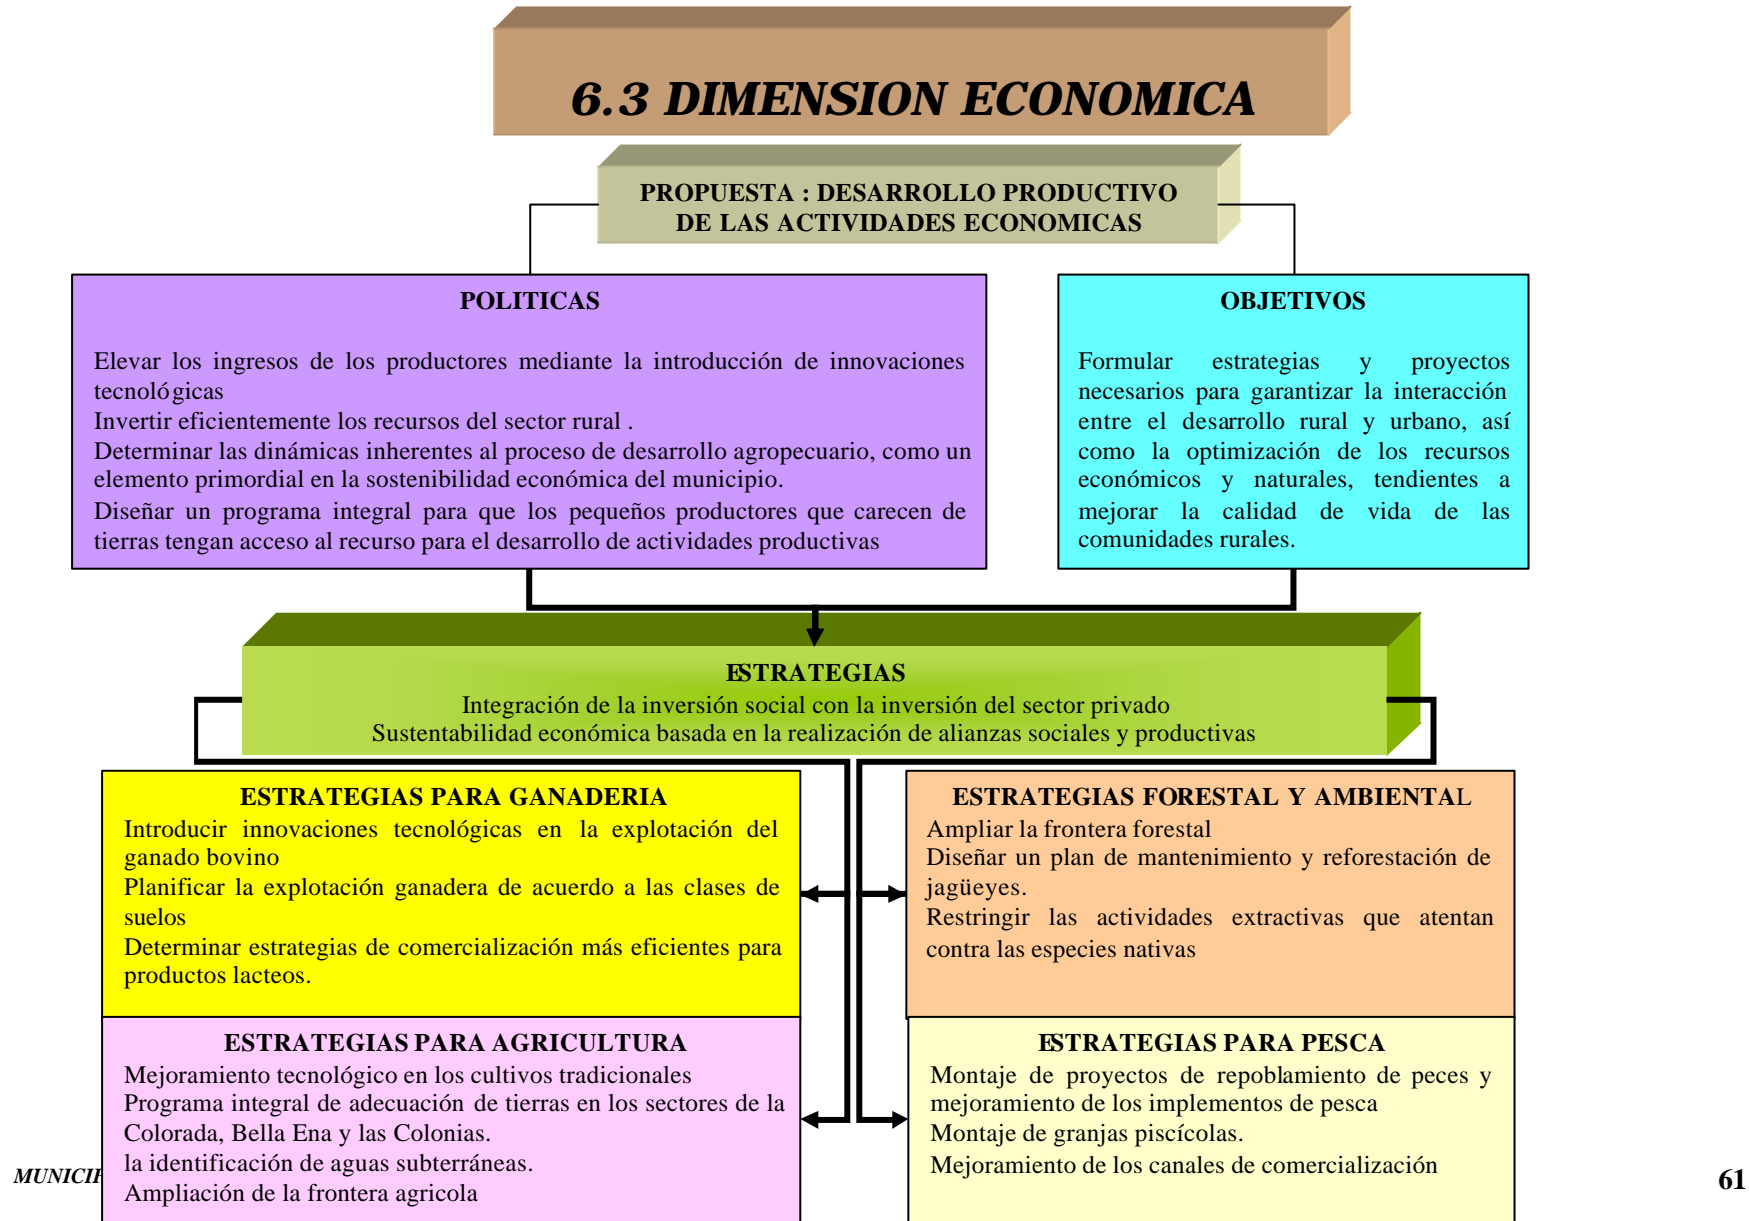 6.3 DIMENSION ECONOMICA
PROPUESTA : DESARROLLO PRODUCTIVO
DE LAS ACTIVIDADES ECONOMICAS
POLITICAS
Elevar los ingresos de los productores mediante la introducción de innovaciones
tecnológicas
Invertir eficientemente los recursos del sector rural .
Determinar las dinámicas inherentes al proceso de desarrollo agropecuario, como un
elemento primordial en la sostenibilidad económica del municipio.
Diseñar un programa integral para que los pequeños productores que carecen de
tierras tengan acceso al recurso para el desarrollo de actividades productivas
OBJETIVOS
Formular estrategias y proyectos
necesarios para garantizar la interacción
entre el desarrollo rural y urbano, así
como la optimización de los recursos
económicos y naturales, tendientes a
mejorar la calidad de vida de las
comunidades rurales.
ESTRATEGIAS
Integración de la inversión social con la inversión del sector privado
Sustentabilidad económica basada en la realización de alianzas sociales y productivas
ESTRATEGIAS PARA GANADERIA
Introducir innovaciones tecnológicas en la explotación del
ganado bovino
Planificar la explotación ganadera de acuerdo a las clases de
suelos
Determinar estrategias de comercialización más eficientes para
productos lacteos.
ESTRATEGIAS FORESTAL Y AMBIENTAL
Ampliar la frontera forestal
Diseñar un plan de mantenimiento y reforestación de
jagüeyes.
Restringir las actividades extractivas que atentan
contra las especies nativas
ESTRATEGIAS PARA AGRICULTURA
Mejoramiento tecnológico en los cultivos tradicionales
Programa integral de adecuación de tierras en los sectores de la
Colorada, Bella Ena y las Colonias.
la identificación de aguas subterráneas.
Ampliación de la frontera agricola
ESTRATEGIAS PARA PESCA
Montaje de proyectos de repoblamiento de peces y
mejoramiento de los implementos de pesca
Montaje de granjas piscícolas.
Mejoramiento de los canales de comercialización
61